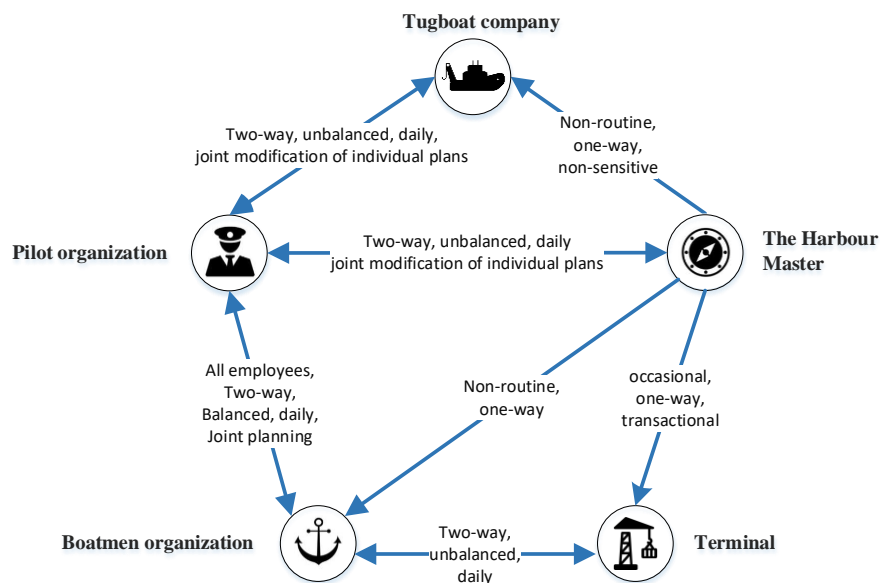 Tugboat company
Two-way, unbalanced, daily,
joint modification of individual plans
Non-routine,
one-way,
non-sensitive
Pilot organization
Two-way, unbalanced, daily
joint modification of individual plans
The Harbour
Master
All employees,
Two-way,
Balanced, daily,
Joint planning
Non-routine,
one-way
occasional,
one-way,
transactional
Boatmen organization
Two-way,
unbalanced,
daily
Terminal